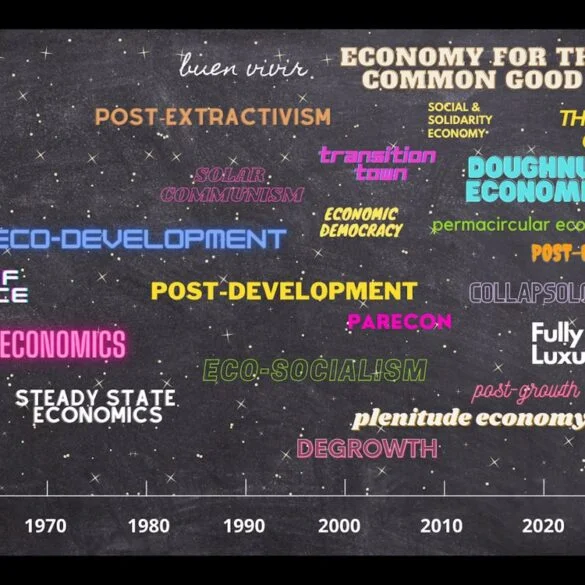 buen vivir
ECONOMY FOR TH
COMMON GOOD
POST-EXTRACTIVISM
SOCIAL &
SOLIDARITY
ECONOMY
TH
transition
town
DOUGHNU
ECONOMI
SOLAR
COMMUNISM
ECONOMIC
DEMOCRACY
permacircular eco
ECO-DEVELOPMENT
POST-
F
CE
POST-DEVELOPMENT
COLLAPSOLO
PARECON
Fully
Luxu
ECONOMICS
ECO-SOCIALISM
post-growth
STEADY STATE
ECONOMICS
plenitude economy
DEGROWTH
1970 1980 1990 2000 2010 2020